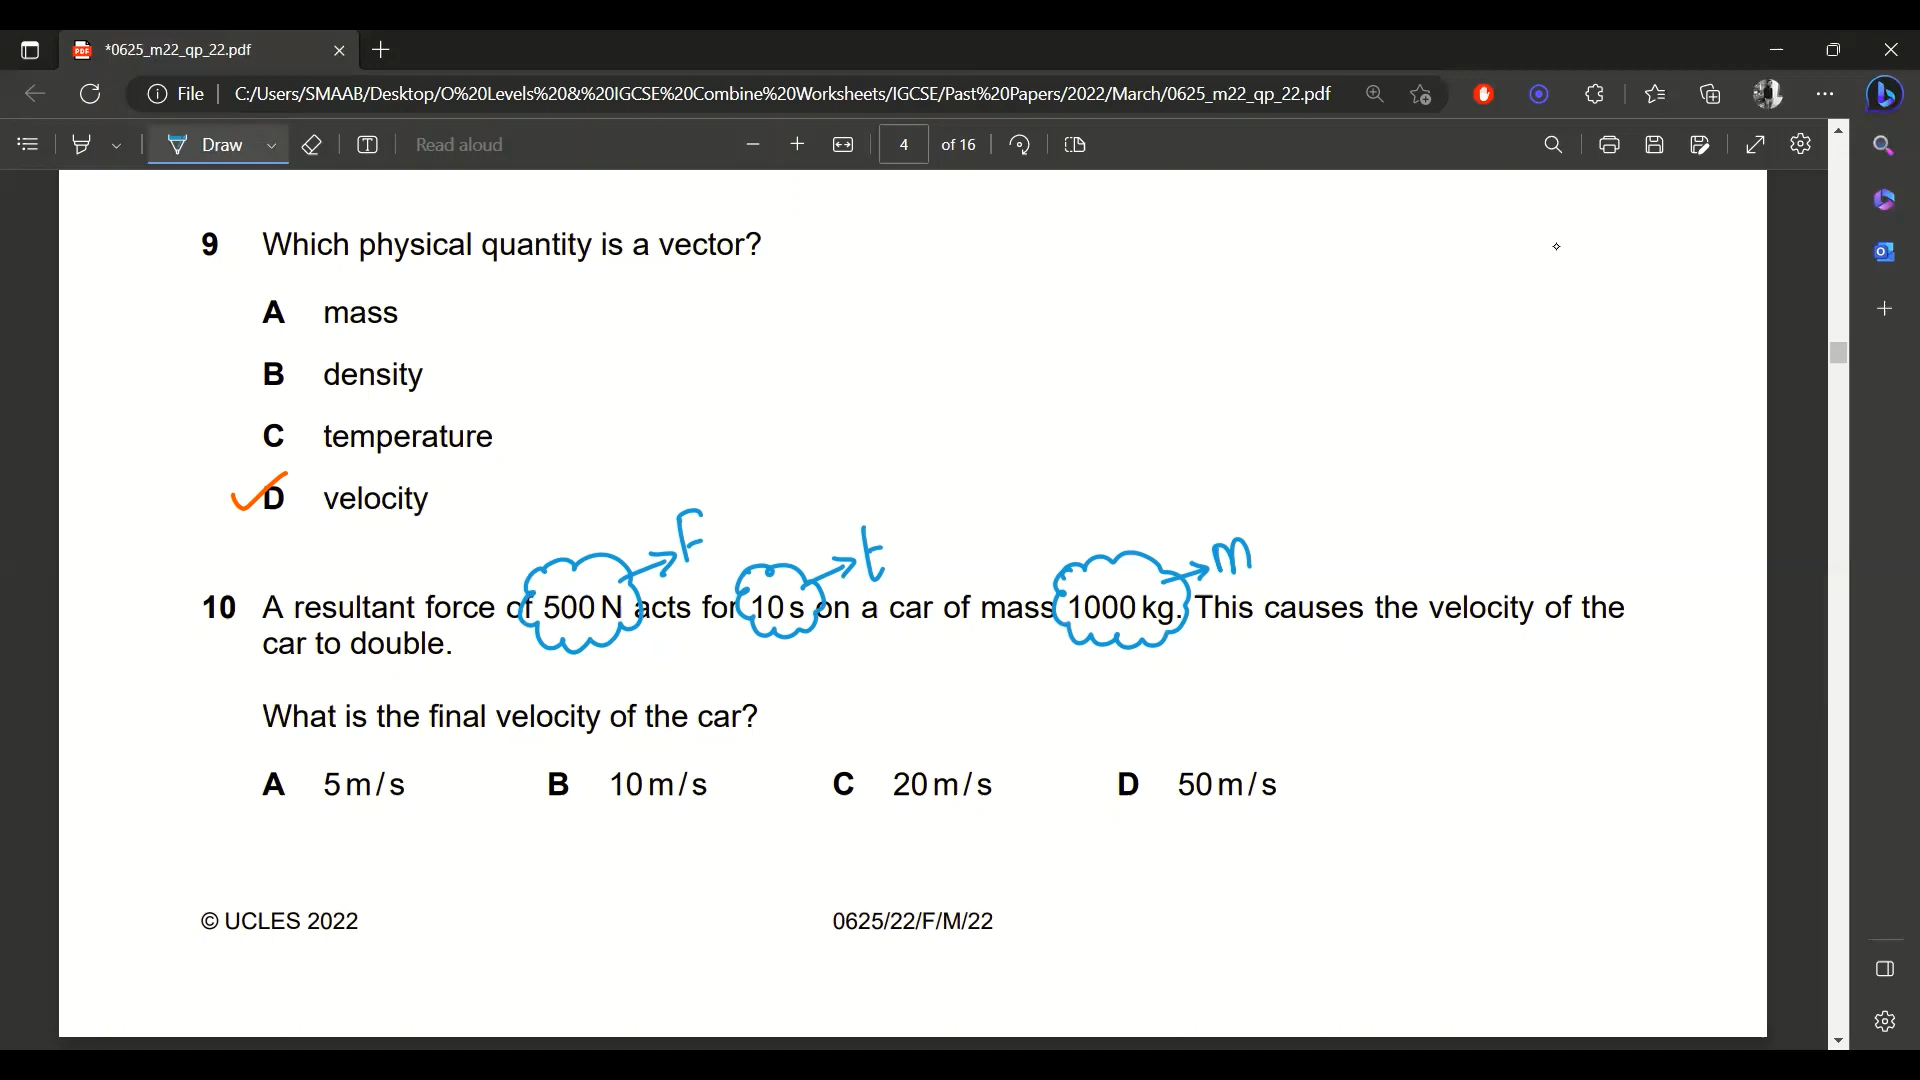 *0625_m22_qp_22.pdf
File
C:/Users/SMAAB/Desktop/O%20Levels%20&%20IGCSE%20Combine%20Worksheets/IGCSE/Past%20Papers/2022/March/0625_m22_qp_22.pdf
Draw
Read aloud
4 of 16
9 Which physical quantity is a vector?
A mass
B density
C temperature
D velocity
F t m
10 A resultant force of 500 N acts for 10 s on a car of mass 1000 kg. This causes the velocity of the
car to double.
What is the final velocity of the car?
A 5 m / s B 10 m / s C 20 m / s D 50 m / s
© UCLES 2022 0625/22/F/M/22